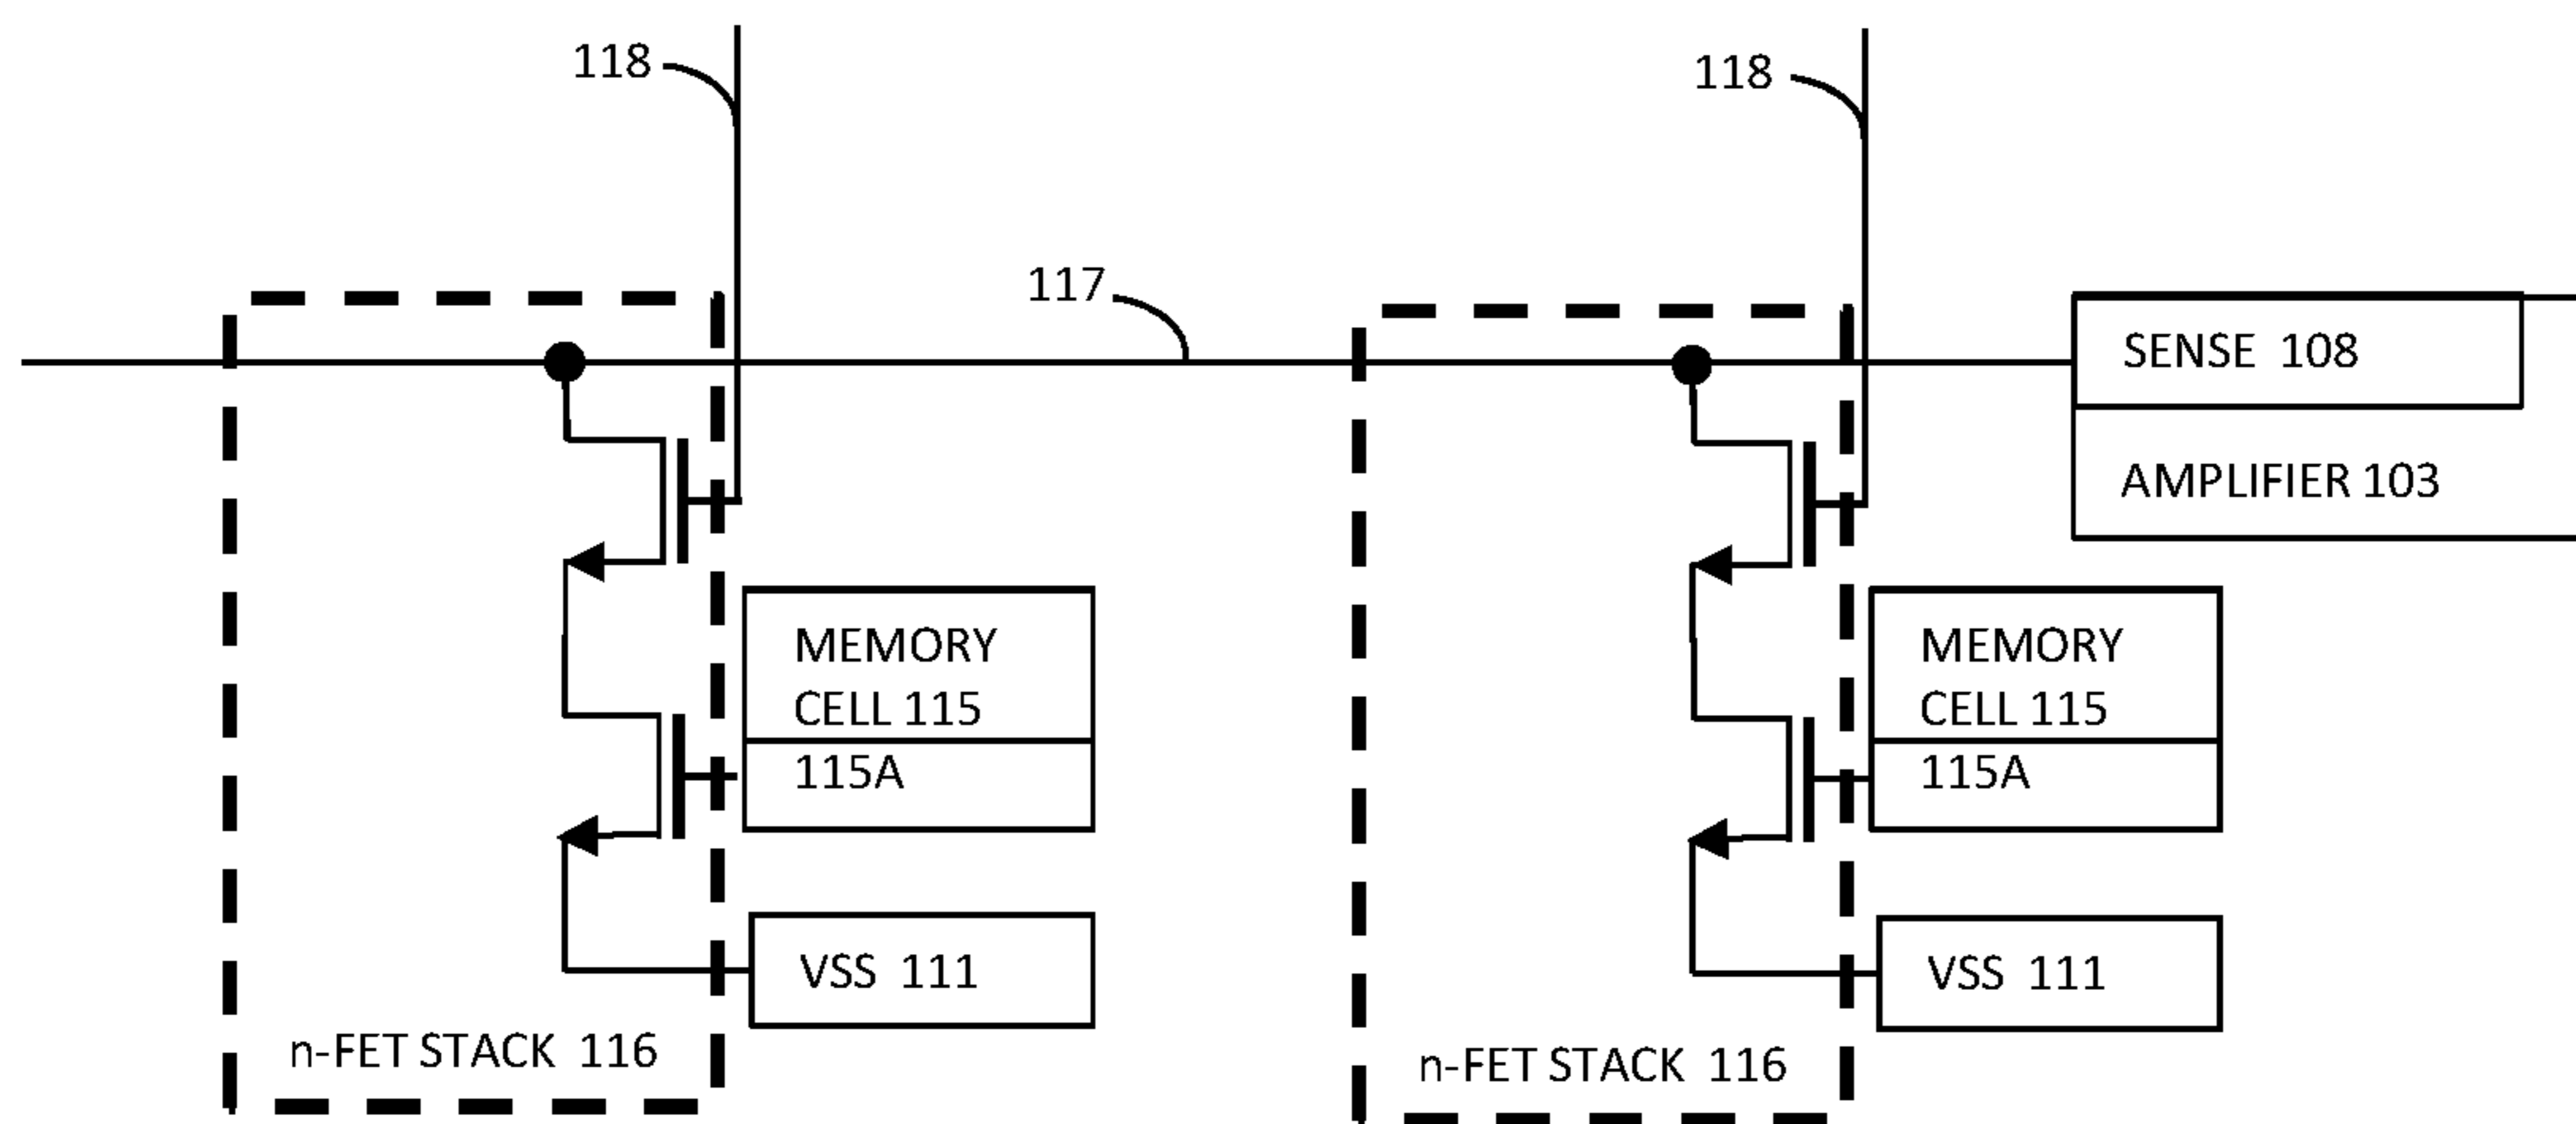 118
118
117
SENSE 108
AMPLIFIER 103
MEMORY
CELL 115
115A
MEMORY
CELL 115
115A
VSS 111
VSS 111
n-FET STACK 116
n-FET STACK 116